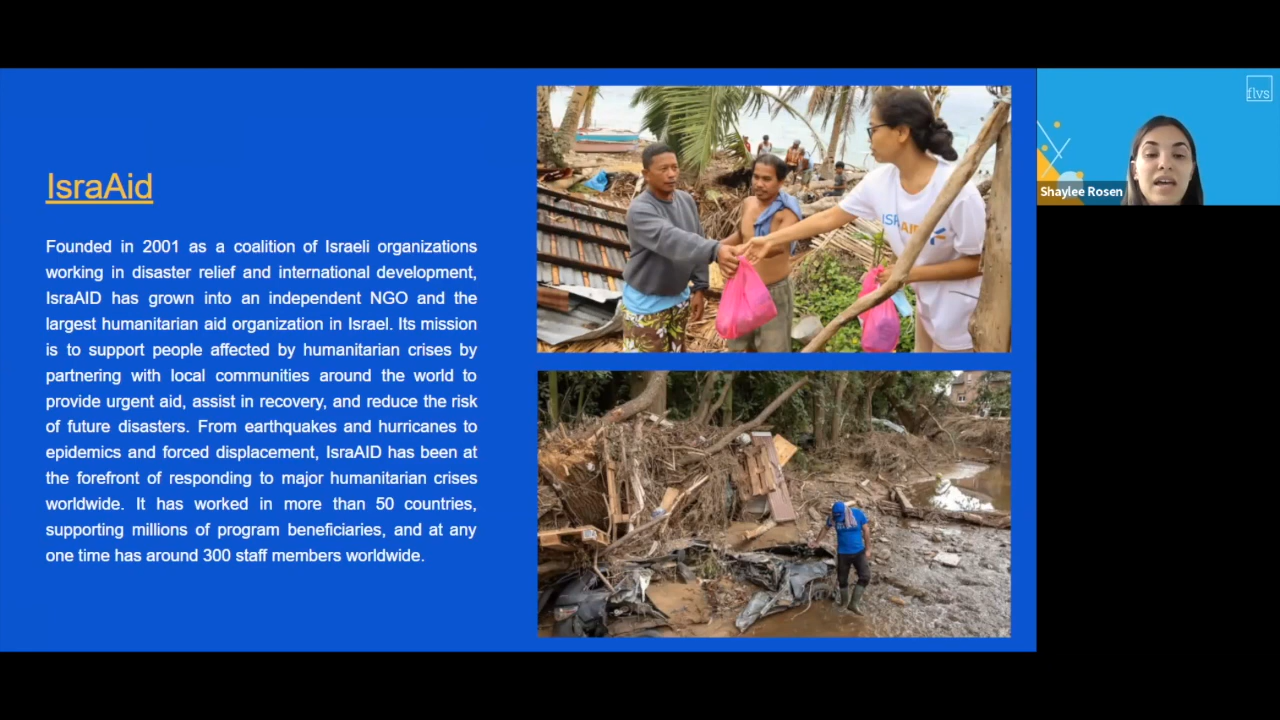 IsraAid
Founded in 2001 as a coalition of Israeli organizations
working in disaster relief and international development,
IsraAID has grown into an independent NGO and the
largest humanitarian aid organization in Israel. Its mission
is to support people affected by humanitarian crises by
partnering with local communities around the world to
provide urgent aid, assist in recovery, and reduce the risk
of future disasters. From earthquakes and hurricanes to
epidemics and forced displacement, IsraAID has been at
the forefront of responding to major humanitarian crises
worldwide. It has worked in more than 50 countries,
supporting millions of program beneficiaries, and at any
one time has around 300 staff members worldwide.
flvs
Shaylee Rosen